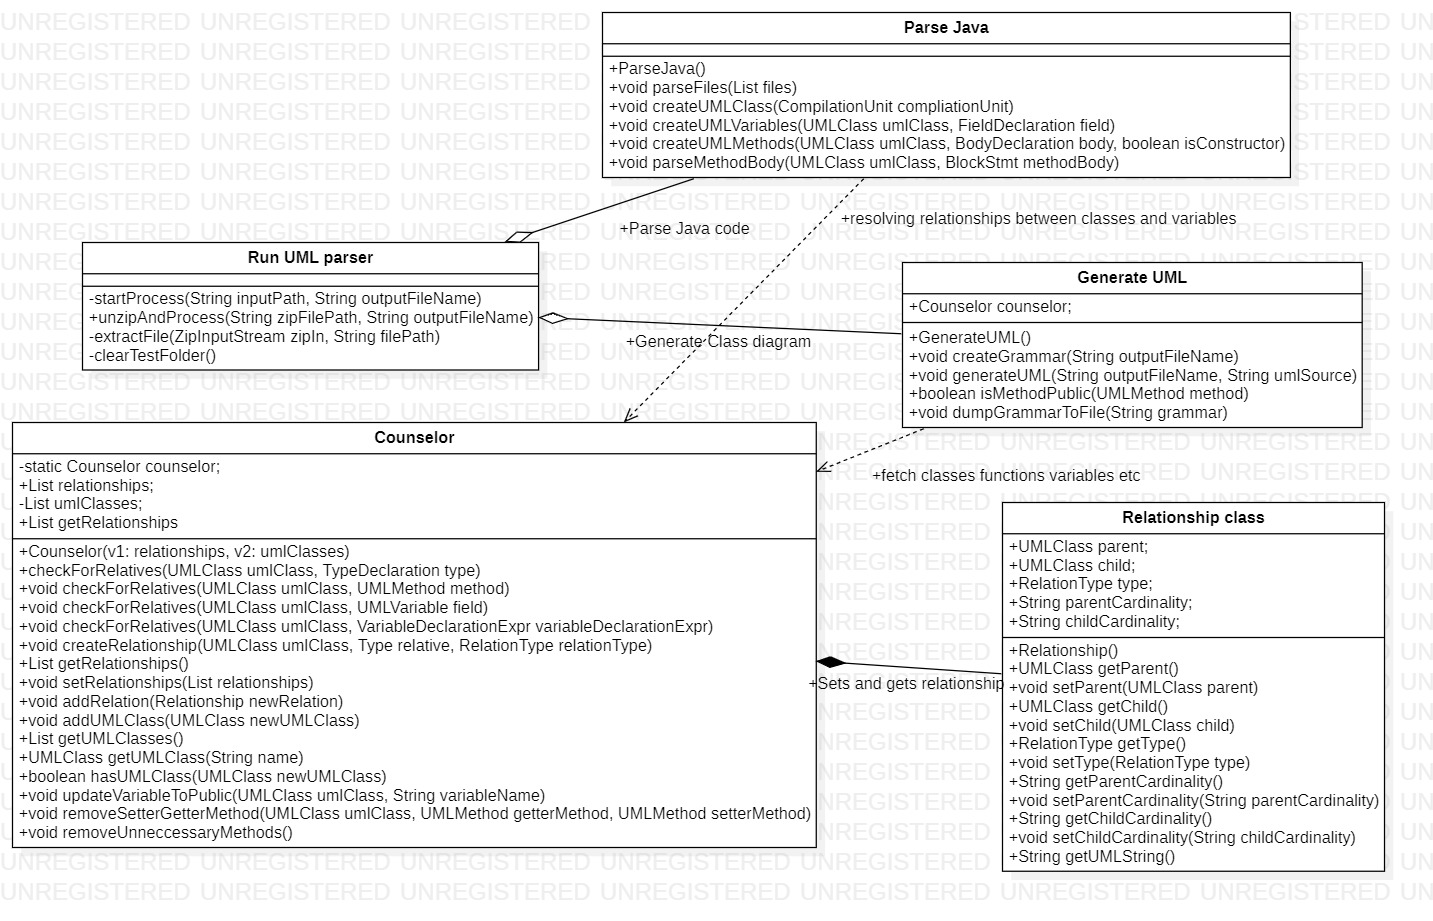 Parse Java
+ParseJava()
+void parseFiles(List files)
+void createUMLClass(CompilationUnit compliationUnit)
+void createUMLVariables(UMLClass umlClass, FieldDeclaration field)
+void createUMLMethods(UMLClass umlClass, BodyDeclaration body, boolean isConstructor)
+void parseMethodBody(UMLClass umlClass, BlockStmt methodBody)
+Parse Java code
+resolving relationships between classes and variables
Run UML parser
-startProcess(String inputPath, String outputFileName)
+unzipAndProcess(String zipFilePath, String outputFileName)
-extractFile(ZipInputStream zipIn, String filePath)
-clearTestFolder()
+Generate Class diagram
Generate UML
+Counselor counselor;
+GenerateUML()
+void createGrammar(String outputFileName)
+void generateUML(String outputFileName, String umlSource)
+boolean isMethodPublic(UMLMethod method)
+void dumpGrammarToFile(String grammar)
+fetch classes functions variables etc
Counselor
-static Counselor counselor;
+List relationships;
-List umlClasses;
+List getRelationships
+Counselor(v1: relationships, v2: umlClasses)
+checkForRelatives(UMLClass umlClass, TypeDeclaration type)
+void checkForRelatives(UMLClass umlClass, UMLMethod method)
+void checkForRelatives(UMLClass umlClass, UMLVariable field)
+void checkForRelatives(UMLClass umlClass, VariableDeclarationExpr variableDeclarationExpr)
+void createRelationship(UMLClass umlClass, Type relative, RelationType relationType)
+List getRelationships()
+void setRelationships(List relationships)
+void addRelation(Relationship newRelation)
+void addUMLClass(UMLClass newUMLClass)
+List getUMLClasses()
+UMLClass getUMLClass(String name)
+boolean hasUMLClass(UMLClass newUMLClass)
+void updateVariableToPublic(UMLClass umlClass, String variableName)
+void removeSetterGetterMethod(UMLClass umlClass, UMLMethod getterMethod, UMLMethod setterMethod)
+void removeUnneccessaryMethods()
+Sets and gets relationship
Relationship class
+UMLClass parent;
+UMLClass child;
+RelationType type;
+String parentCardinality;
+String childCardinality;
+Relationship()
+UMLClass getParent()
+void setParent(UMLClass parent)
+UMLClass getChild()
+void setChild(UMLClass child)
+RelationType getType()
+void setType(RelationType type)
+String getParentCardinality()
+void setParentCardinality(String parentCardinality)
+String getChildCardinality()
+void setChildCardinality(String childCardinality)
+String getUMLString()